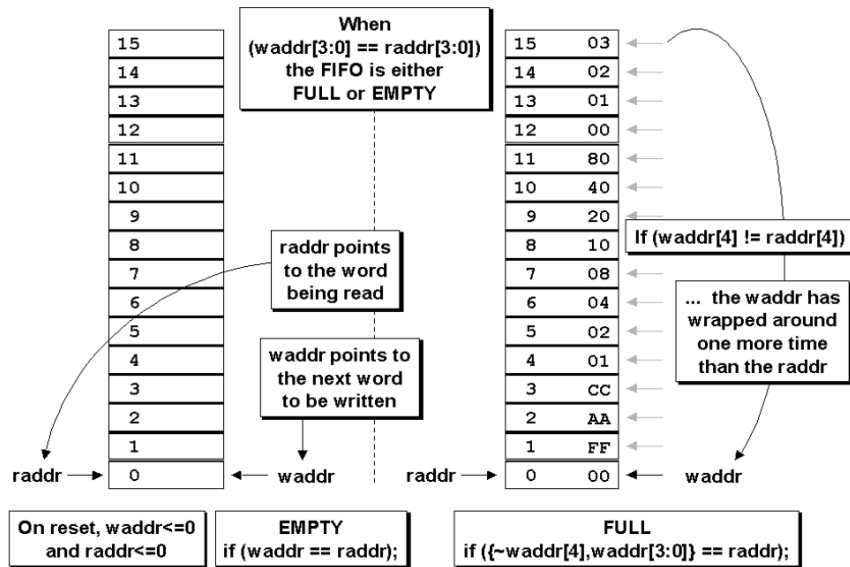 When
(waddr[3:0] == raddr[3:0])
the FIFO is either
FULL or EMPTY
15
14
13
12
11
10
9
8
7
6
5
4
3
2
1
0
raddr points
to the word
being read
waddr points to
the next word
to be written
raddr
waddr
15 03
14 02
13 01
12 00
11 80
10 40
9 20
8 10
7 08
6 04
5 02
4 01
3 CC
2 AA
1 FF
0 00
If (waddr[4] != raddr[4])
... the waddr has
wrapped around
one more time
than the raddr
raddr
waddr
On reset, waddr<=0
and raddr<=0
EMPTY
if (waddr == raddr);
FULL
if ({~waddr[4],waddr[3:0]} == raddr);